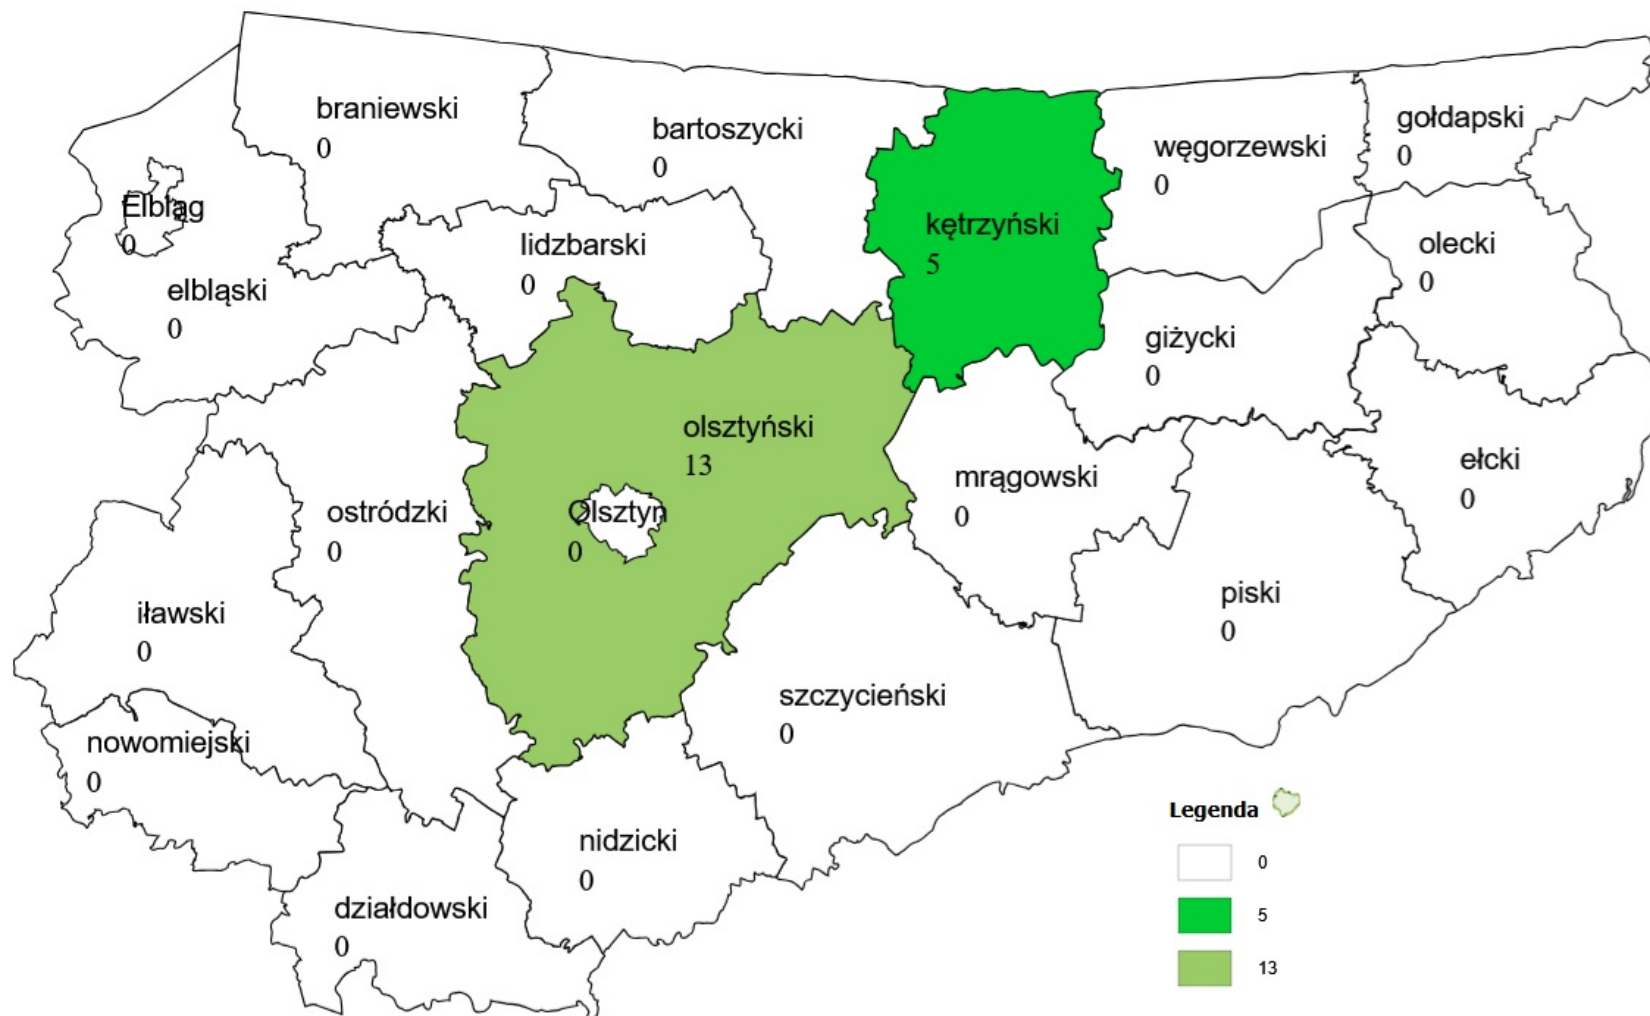 braniewski
0
bartoszycki
0
gołdapski
0
węgorzewski
0
Elbląg
0
kętrzyński
5
lidzbarski
0
olecki
0
elbląski
0
giżycki
0
olsztyński
13
ełcki
0
mrągowski
0
ostródzki
0
Olsztyn
0
piski
0
iławski
0
szczycieński
0
nowomiejski
0
Legenda
0
5
13
nidzicki
0
działdowski
0